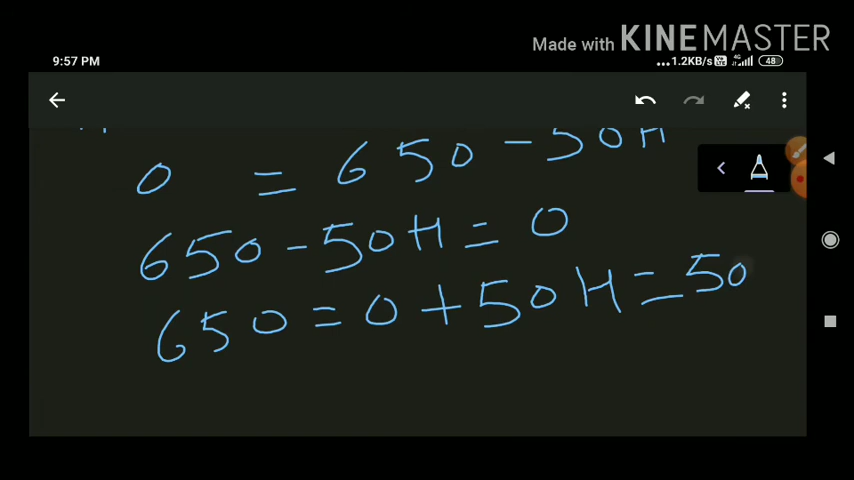 Made with KINEMASTER
9:57 PM
...1.2KB/s 4G 48
0 = 650 - 50H
650 - 50H = 0
650 = 0 + 50H = 50